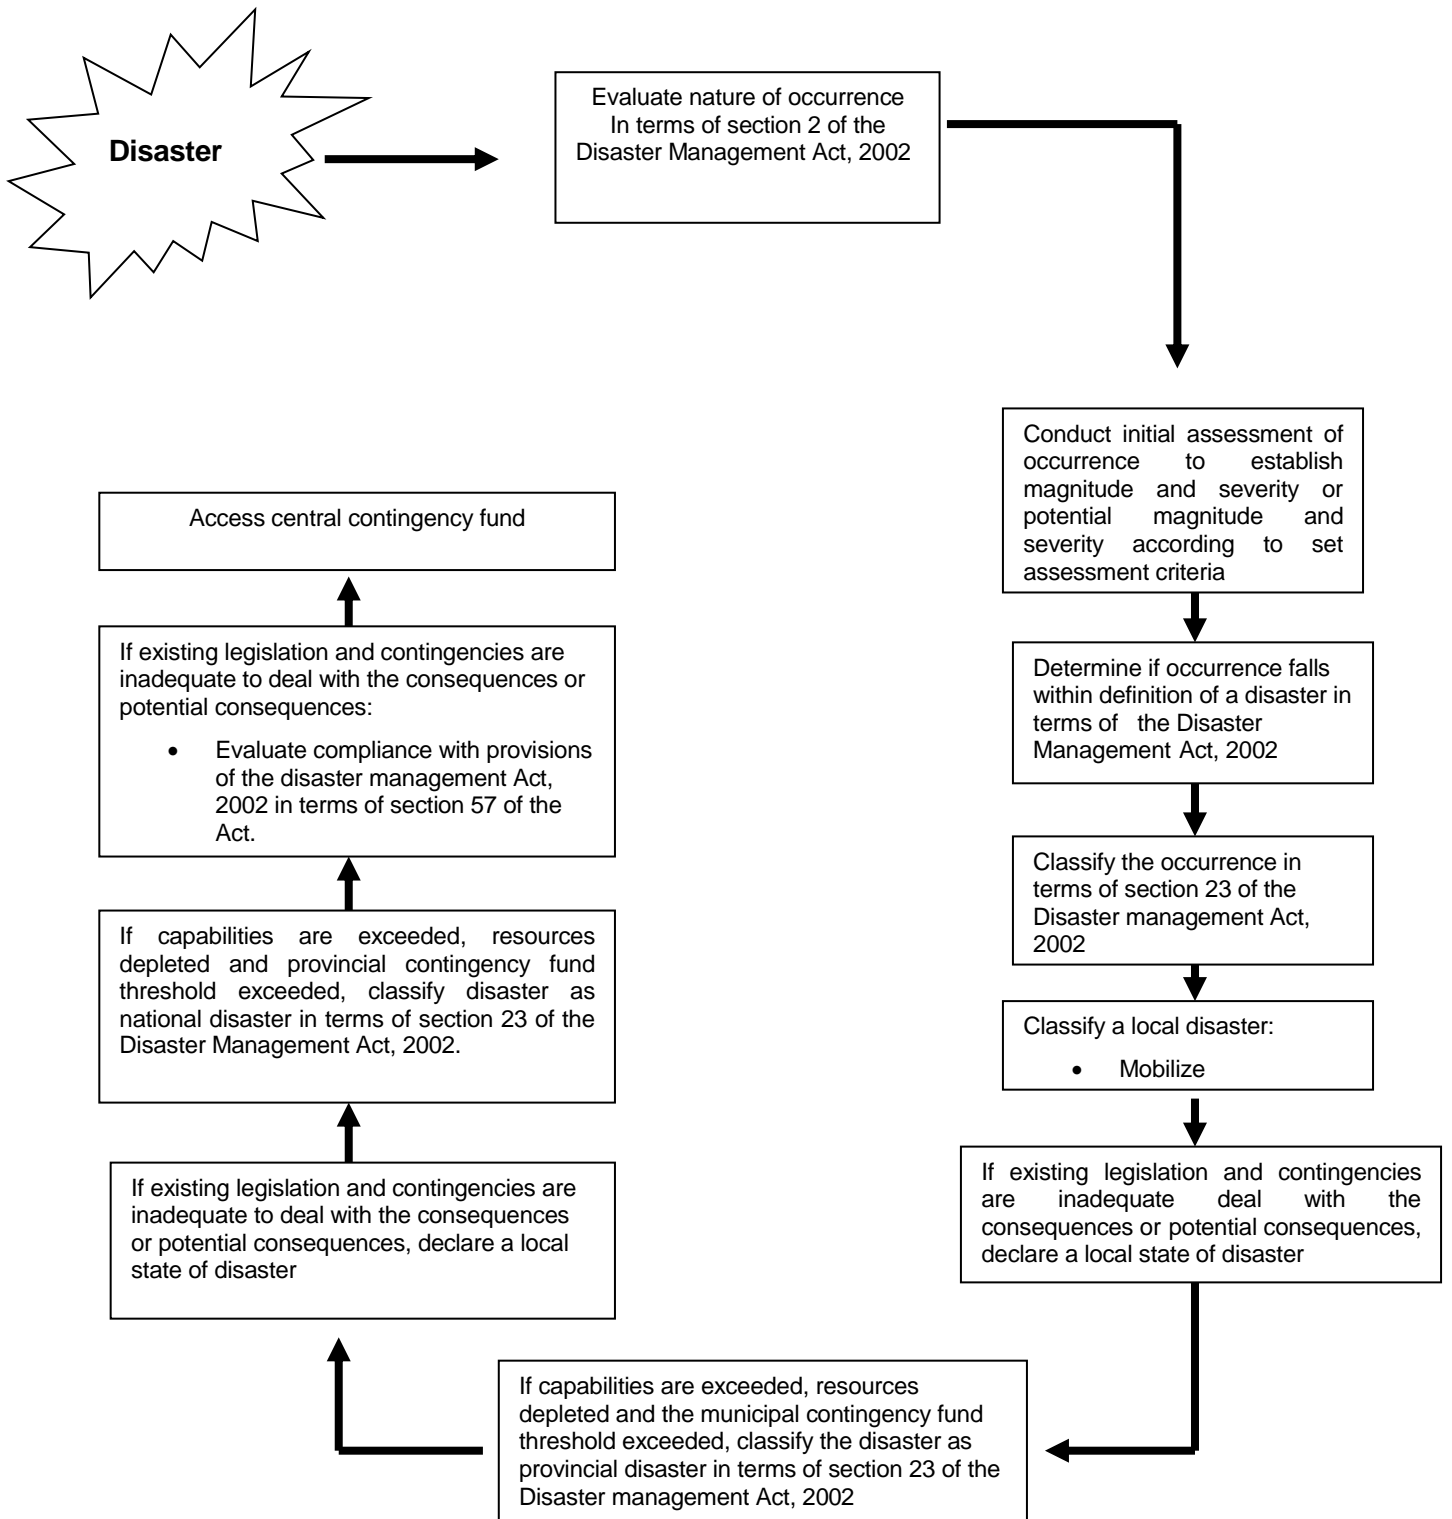 Disaster
Evaluate nature of occurrence
In terms of section 2 of the
Disaster Management Act, 2002
Conduct initial assessment of
occurrence to establish
magnitude and severity or
potential magnitude and
severity according to set
assessment criteria
Determine if occurrence falls
within definition of a disaster in
terms of the Disaster
Management Act, 2002
Classify the occurrence in
terms of section 23 of the
Disaster management Act,
2002
Classify a local disaster:
• Mobilize
If existing legislation and contingencies
are inadequate deal with the
consequences or potential consequences,
declare a local state of disaster
If capabilities are exceeded, resources
depleted and the municipal contingency fund
threshold exceeded, classify the disaster as
provincial disaster in terms of section 23 of the
Disaster management Act, 2002
If existing legislation and contingencies are
inadequate to deal with the consequences
or potential consequences, declare a local
state of disaster
If capabilities are exceeded, resources
depleted and provincial contingency fund
threshold exceeded, classify disaster as
national disaster in terms of section 23 of the
Disaster Management Act, 2002.
If existing legislation and contingencies are
inadequate to deal with the consequences or
potential consequences:
• Evaluate compliance with provisions
of the disaster management Act,
2002 in terms of section 57 of the
Act.
Access central contingency fund